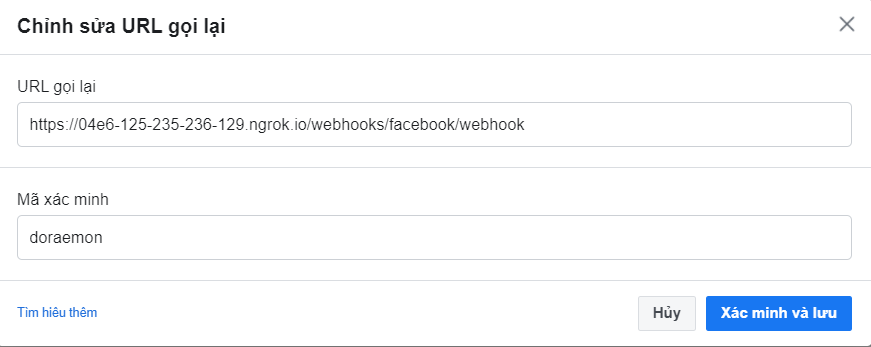 Chỉnh sửa URL gọi lại
URL gọi lại
https://04e6-125-235-236-129.ngrok.io/webhooks/facebook/webhook
Mã xác minh
doraemon
Tìm hiểu thêm
Hủy
Xác minh và lưu